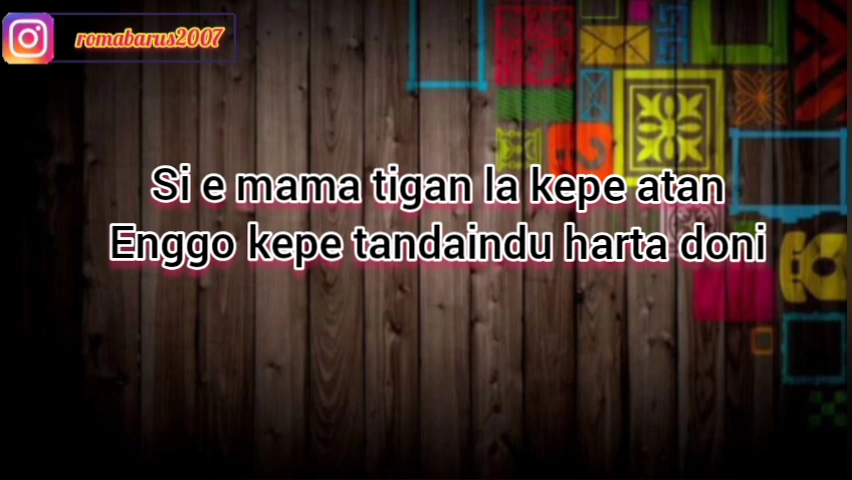 romabarus2007
Si e mama tigan la kepe atan
Enggo kepe tandaindu harta doni